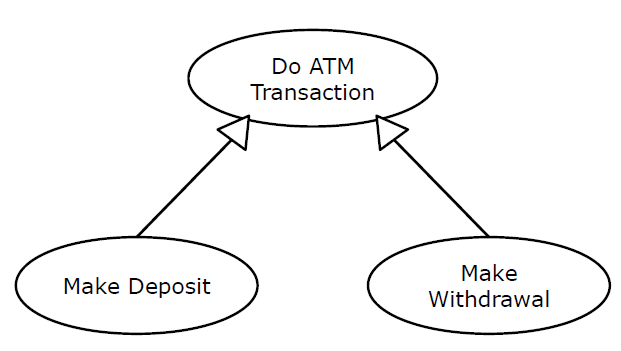 Do ATM
Transaction
Make Deposit
Make
Withdrawal